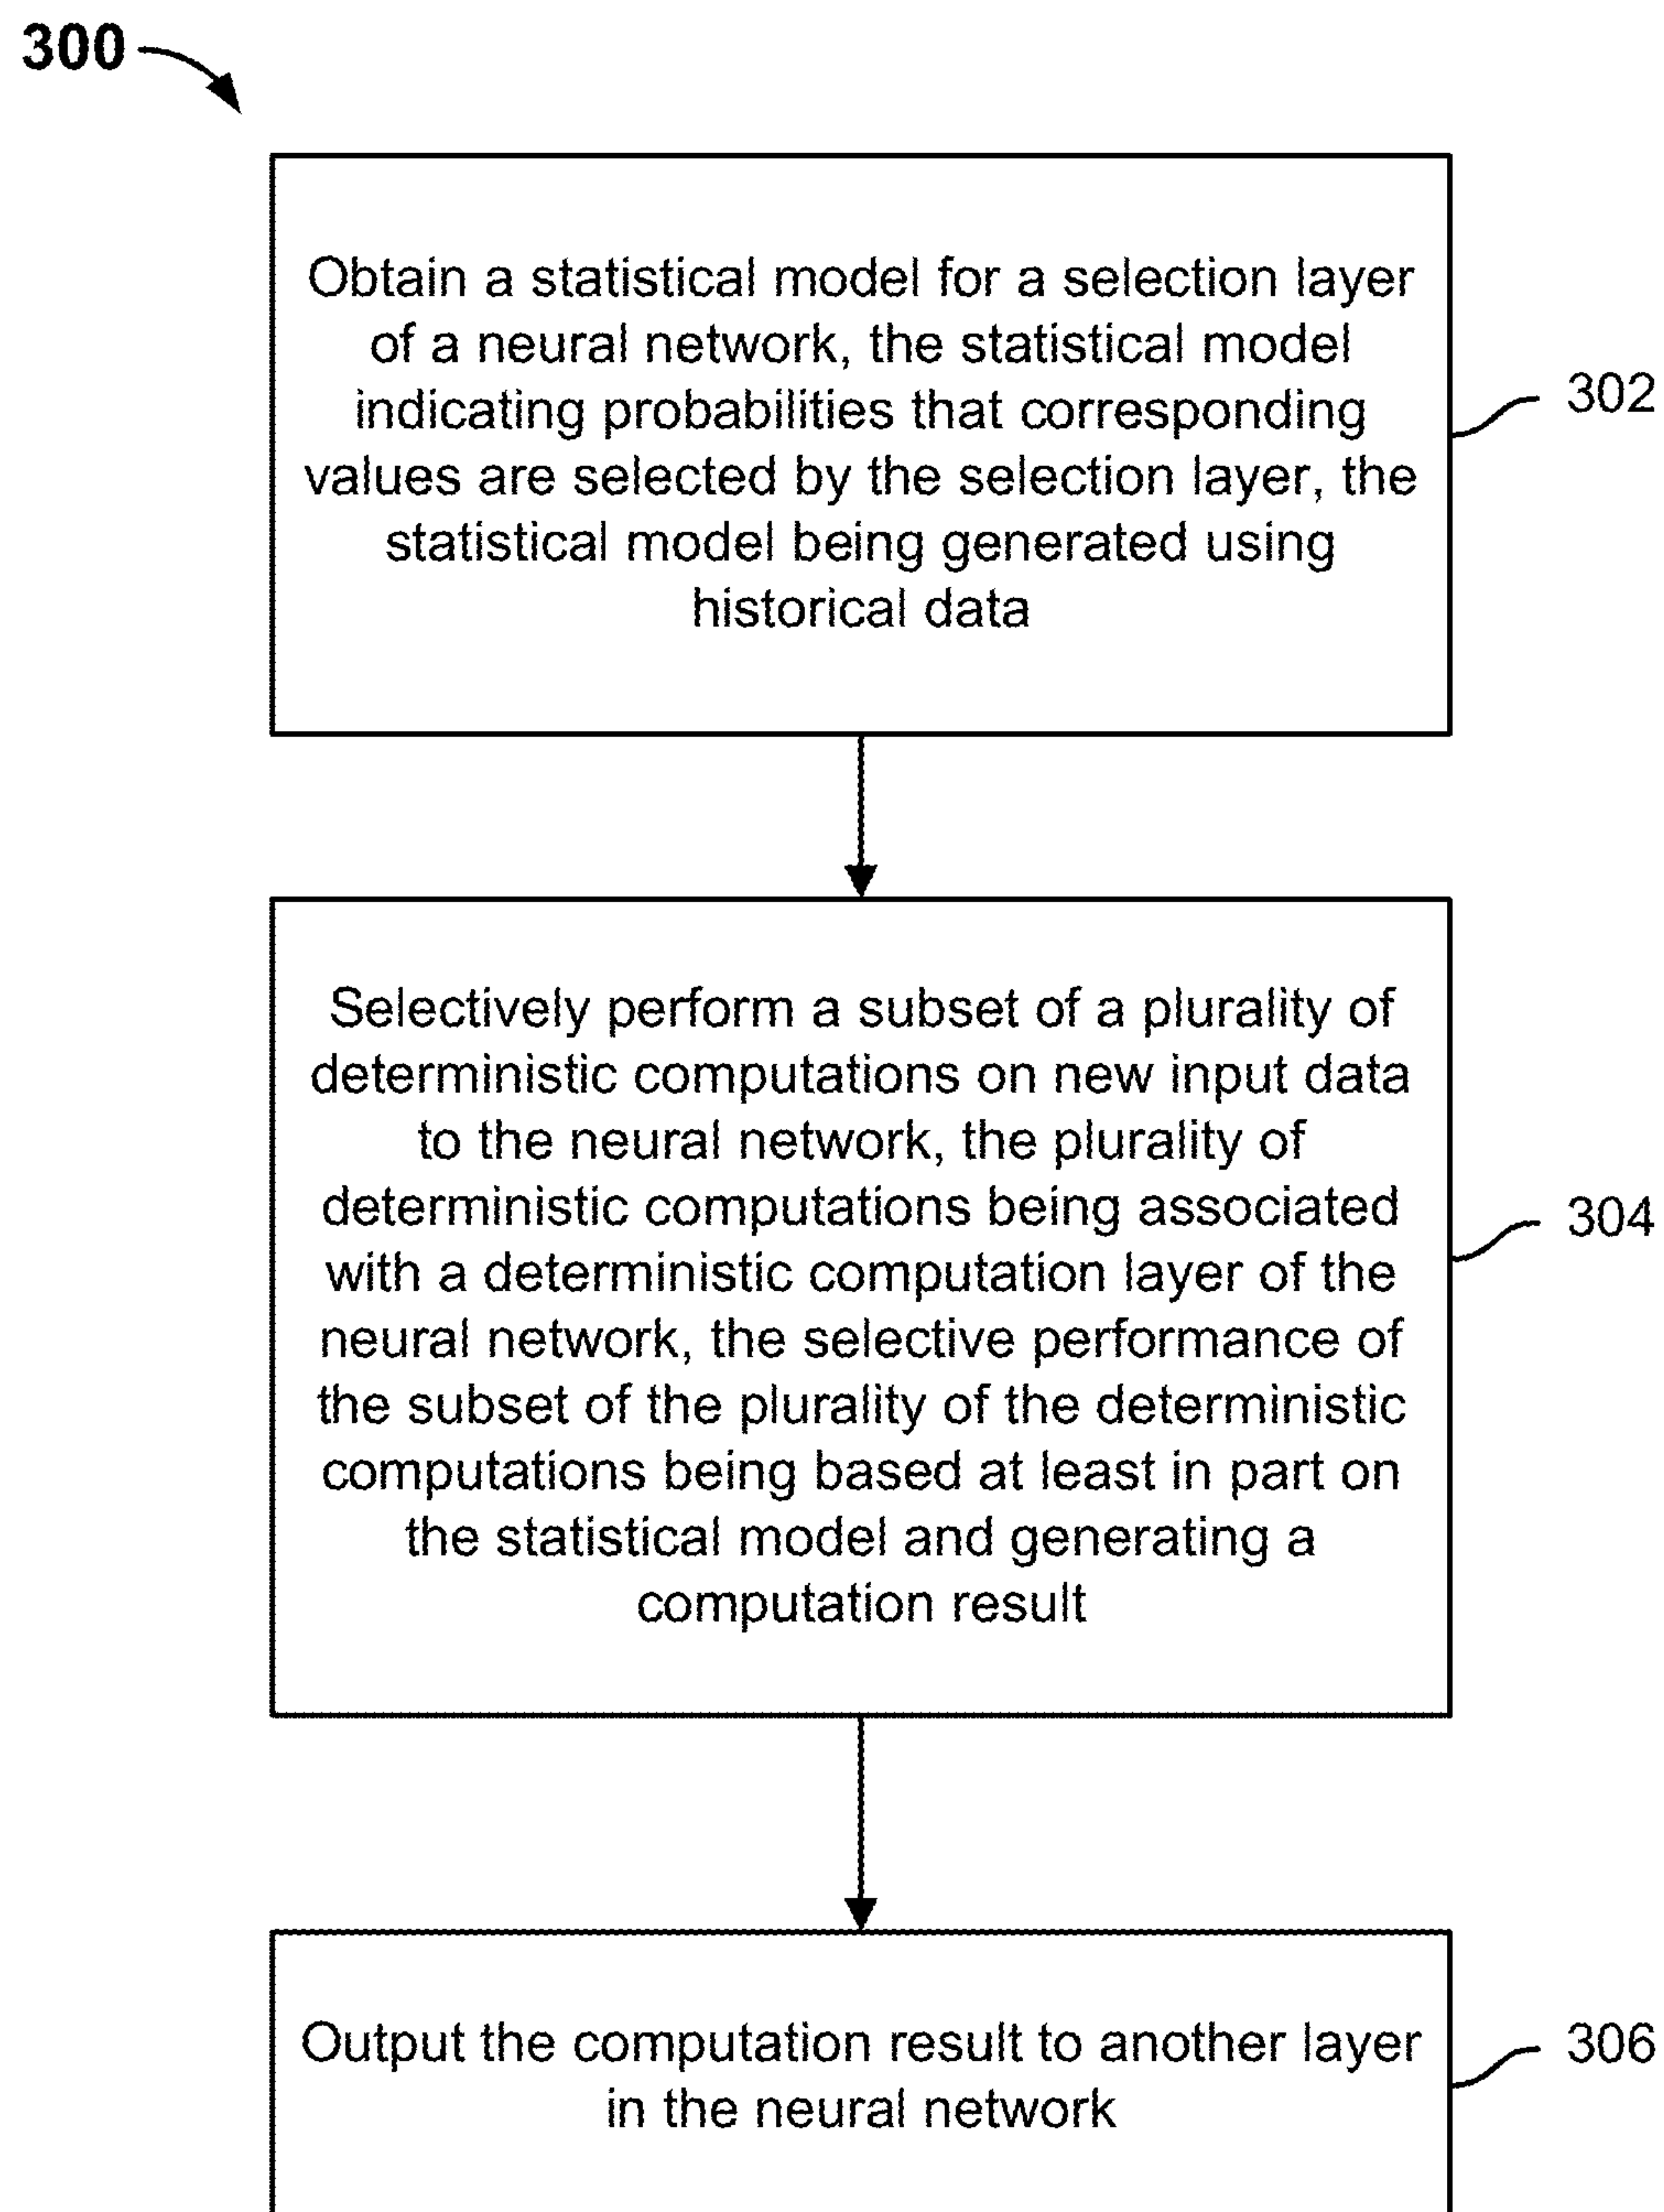 300
Obtain a statistical model for a selection layer
of a neural network, the statistical model
indicating probabilities that corresponding
values are selected by the selection layer, the
statistical model being generated using
historical data
302
Selectively perform a subset of a plurality of
deterministic computations on new input data
to the neural network, the plurality of
deterministic computations being associated
with a deterministic computation layer of the
neural network, the selective performance of
the subset of the plurality of the deterministic
computations being based at least in part on
the statistical model and generating a
computation result
304
Output the computation result to another layer
in the neural network
306